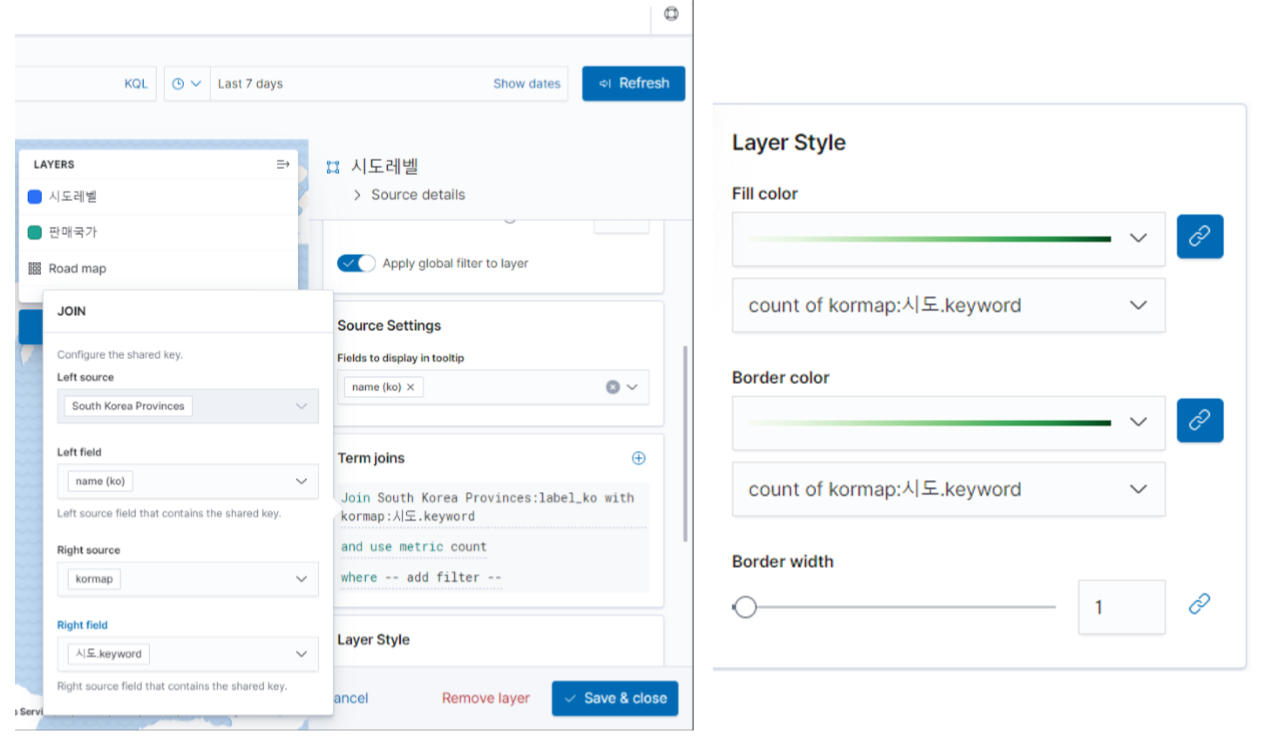 KQL
Last 7 days
Show dates
Refresh
LAYERS
시도레벨
판매국가
Road map
시도레벨
Source details
Apply global filter to layer
JOIN
Configure the shared key.
Left source
South Korea Provinces
Left field
name (ko)
Left source field that contains the shared key.
Right source
kormap
Right field
시도.keyword
Right source field that contains the shared key.
Source Settings
Fields to display in tooltip
name (ko)
Term joins
Join South Korea Provinces:label_ko with
kormap:시도.keyword
and use metric count
where -- add filter --
Layer Style
ancel
Remove layer
Save & close
Layer Style
Fill color
count of kormap:시도.keyword
Border color
count of kormap:시도.keyword
Border width
1